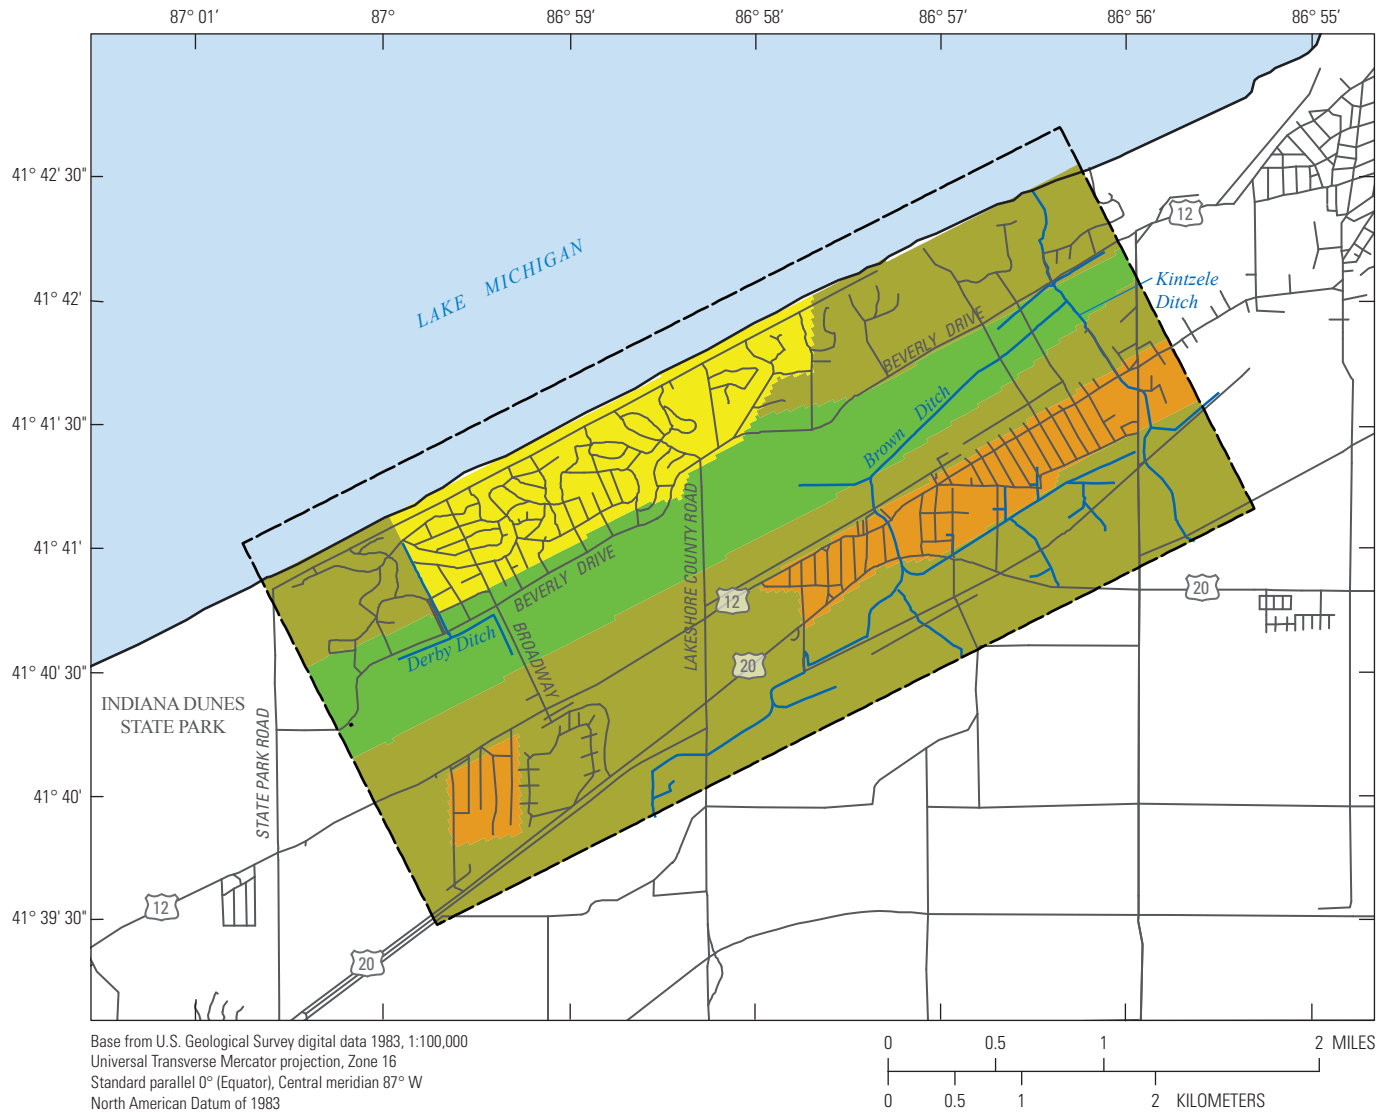 87° 01'
87°
86° 59'
86° 58'
86° 57'
86° 56'
86° 55'
41° 42' 30"
41° 42'
41° 41' 30"
41° 41'
41° 40' 30"
41° 40'
41° 39' 30"
LAKE MICHIGAN
12
Kintzele
Ditch
BEVERLY DRIVE
Brown Ditch
LAKESHORE COUNTY ROAD
BEVERLY DRIVE
12
20
BROADWAY
Derby Ditch
20
INDIANA DUNES
STATE PARK
STATE PARK ROAD
12
20
Base from U.S. Geological Survey digital data 1983, 1:100,000
Universal Transverse Mercator projection, Zone 16
Standard parallel 0° (Equator), Central meridian 87° W
North American Datum of 1983
0 0.5 1 2 MILES
0 0.5 1 2 KILOMETERS